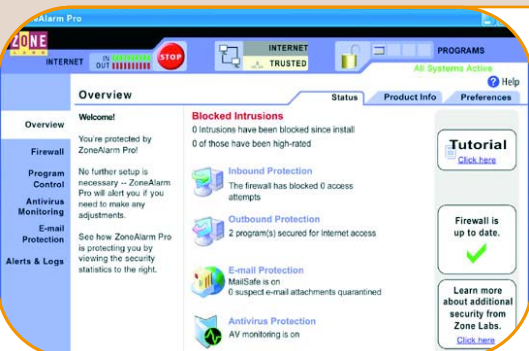 ZoneAlarm Pro
ZONE
LABS
INTERNET
IN
OUT
STOP
INTERNET
TRUSTED
PROGRAMS
All Systems Active
Help
Overview
Status
Product Info
Preferences
Overview
Firewall
Program
Control
Antivirus
Monitoring
E-mail
Protection
Alerts & Logs
Welcome!
You're protected by
ZoneAlarm Pro!
No further setup is
necessary -- ZoneAlarm
Pro will alert you if you
need to make any
adjustments.
See how ZoneAlarm Pro
is protecting you by
viewing the security
statistics to the right.
Blocked Intrusions
0 Intrusions have been blocked since install
0 of those have been high-rated
Inbound Protection
The firewall has blocked 0 access
attempts
Outbound Protection
2 program(s) secured for Internet access
E-mail Protection
MailSafe is on
0 suspect e-mail attachments quarantined
Antivirus Protection
AV monitoring is on
Tutorial
Click here
Firewall is
up to date.
Learn more
about additional
security from
Zone Labs.
Click here